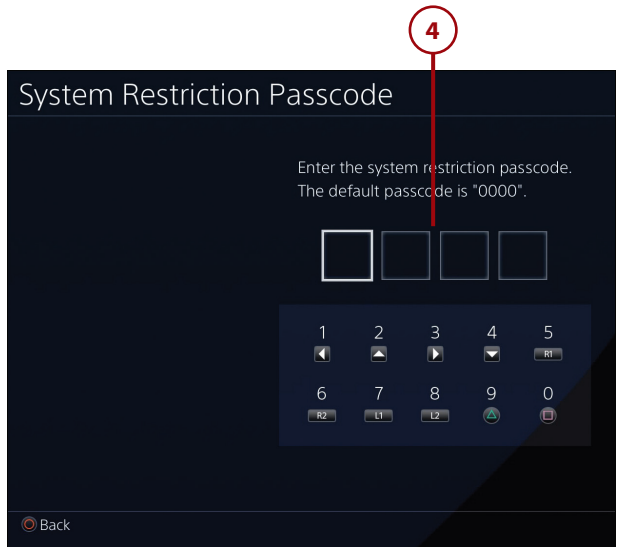 4
System Restriction Passcode
Enter the system restriction passcode.
The default passcode is "0000".
1 2 3 4 5
R1
6 7 8 9 0
R2 L1 L2
Back